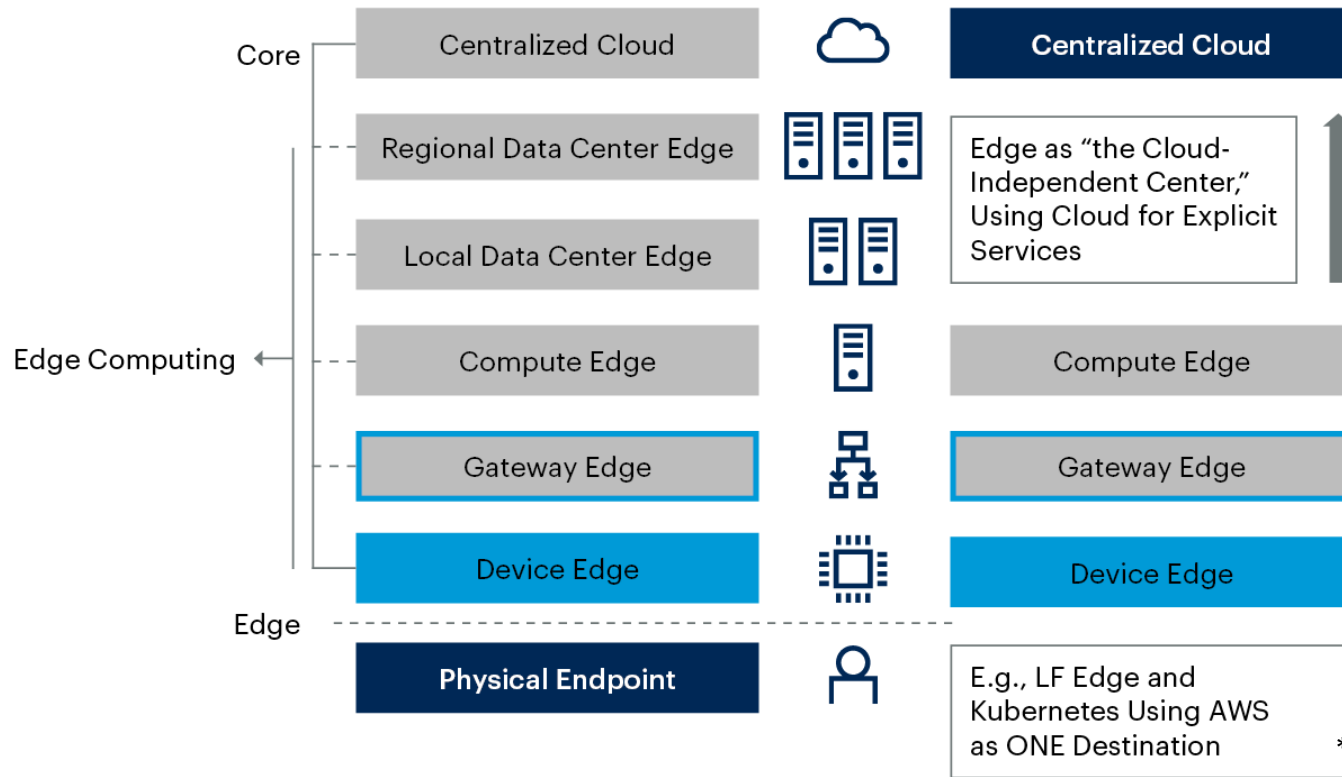 Core
Centralized Cloud
Centralized Cloud
Regional Data Center Edge
Edge as “the Cloud-
Independent Center,”
Using Cloud for Explicit
Services
Local Data Center Edge
Edge Computing
Compute Edge
Compute Edge
Gateway Edge
Gateway Edge
Device Edge
Device Edge
Edge
Physical Endpoint
E.g., LF Edge and
Kubernetes Using AWS
as ONE Destination
*